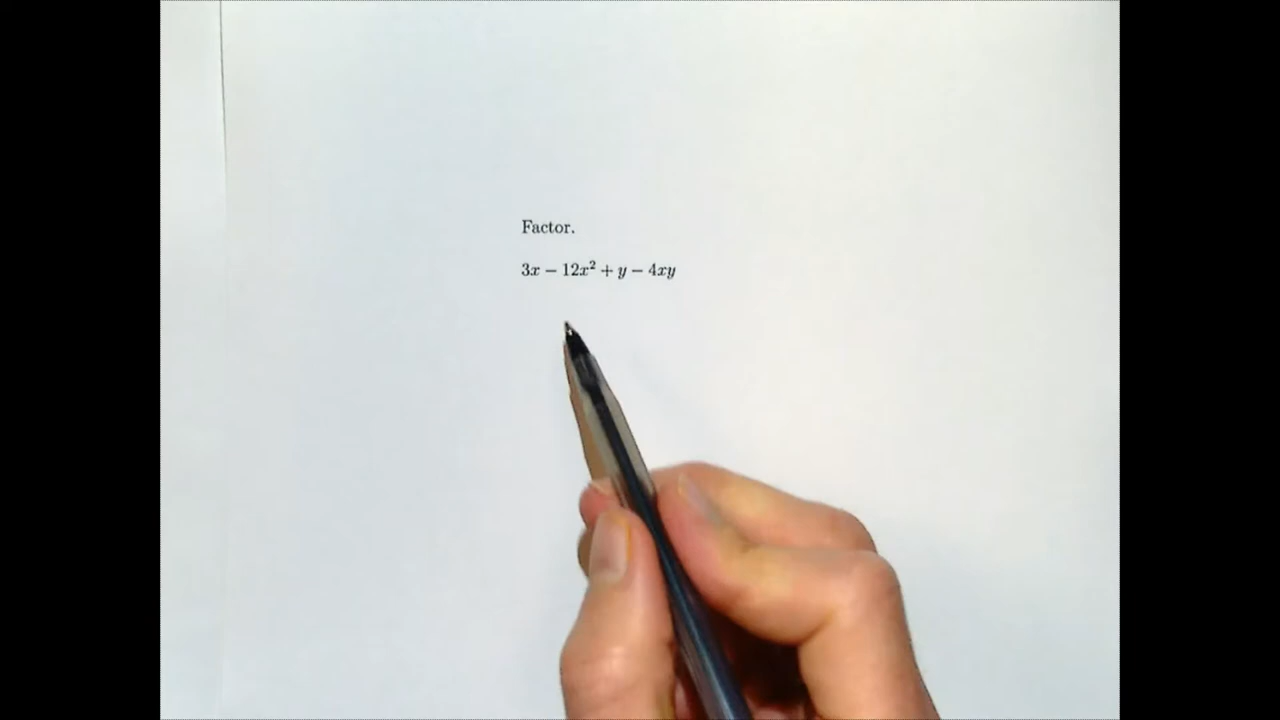 Factor.
3x − 12x² + y − 4xy